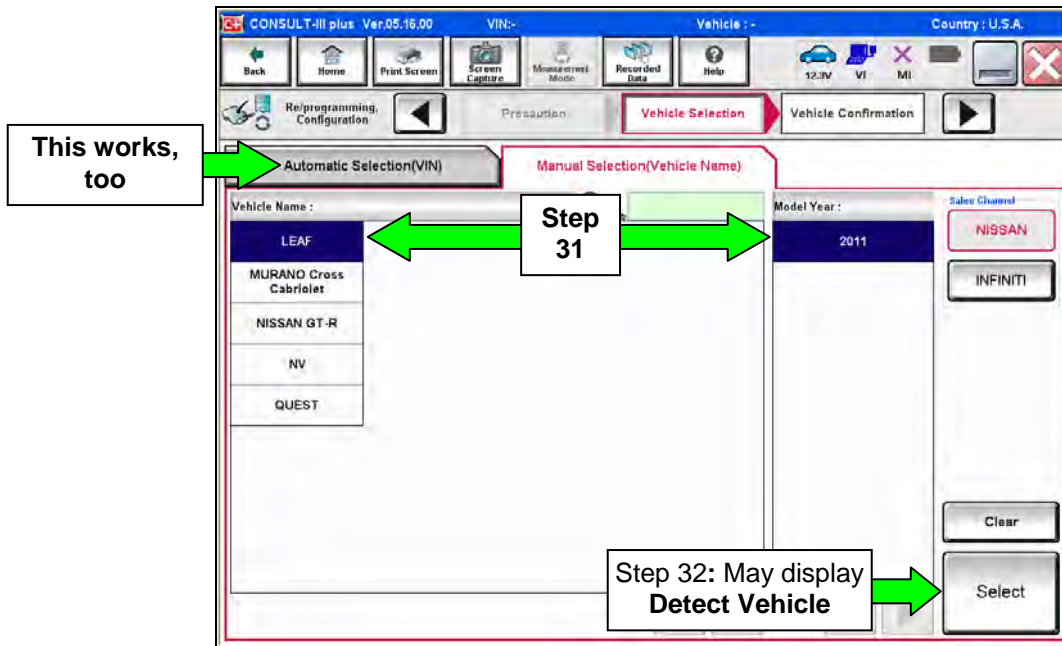 CONSULT-III plus Ver.05.16.00 VIN:- Vehicle : - Country : U.S.A.
Back Home Print Screen Screen Capture Measurement Mode Recorded Data Help 12.3V VI MI
Re/programming, Configuration Precaution Vehicle Selection Vehicle Confirmation
This works,
too
Automatic Selection(VIN) Manual Selection(Vehicle Name)
Vehicle Name : Model Year : Sales Channel
Step
31
LEAF 2011 NISSAN
MURANO Cross
Cabriolet
INFINITI
NISSAN GT-R
NV
QUEST
Clear
Step 32: May display
Detect Vehicle
Select